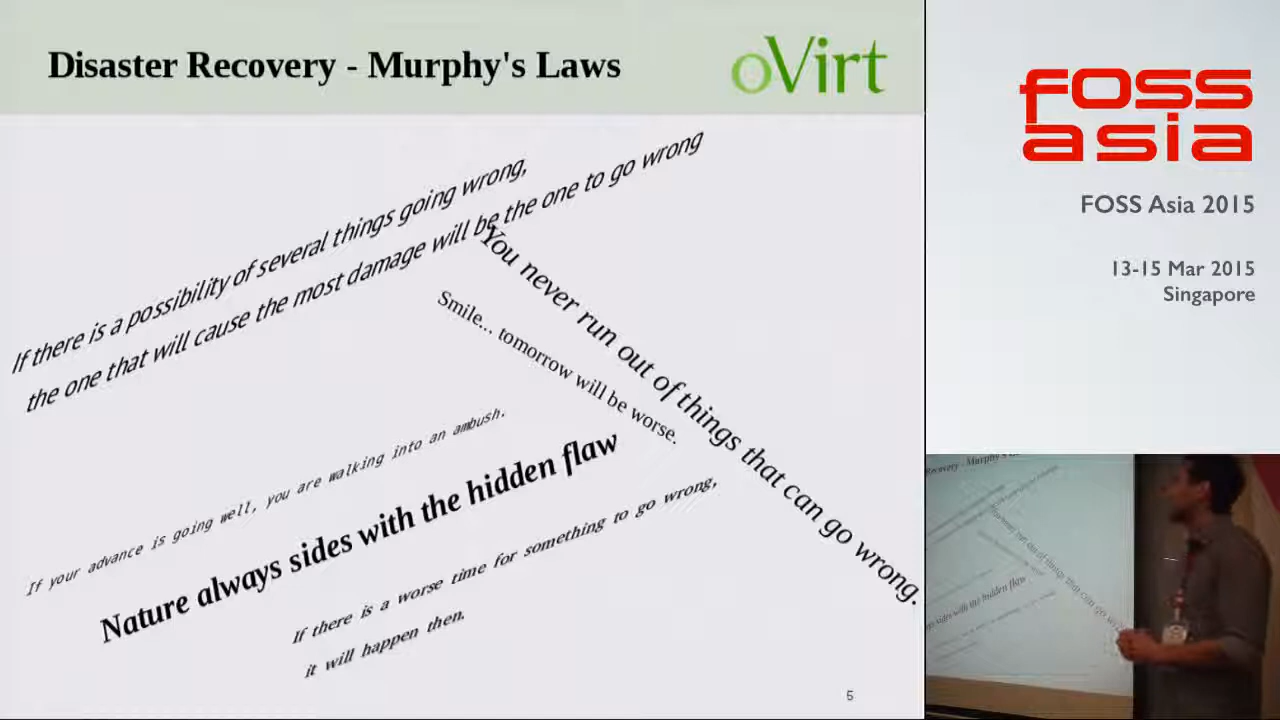 Disaster Recovery - Murphy's Laws
oVirt
If there is a possibility of several things going wrong,
the one that will cause the most damage will be the one to go wrong
You never run out of things that can go wrong.
Smile... tomorrow will be worse.
If your advance is going well, you are walking into an ambush.
Nature always sides with the hidden flaw
If there is a worse time for something to go wrong,
it will happen then.
5
FOSS
asia
FOSS Asia 2015
13-15 Mar 2015
Singapore